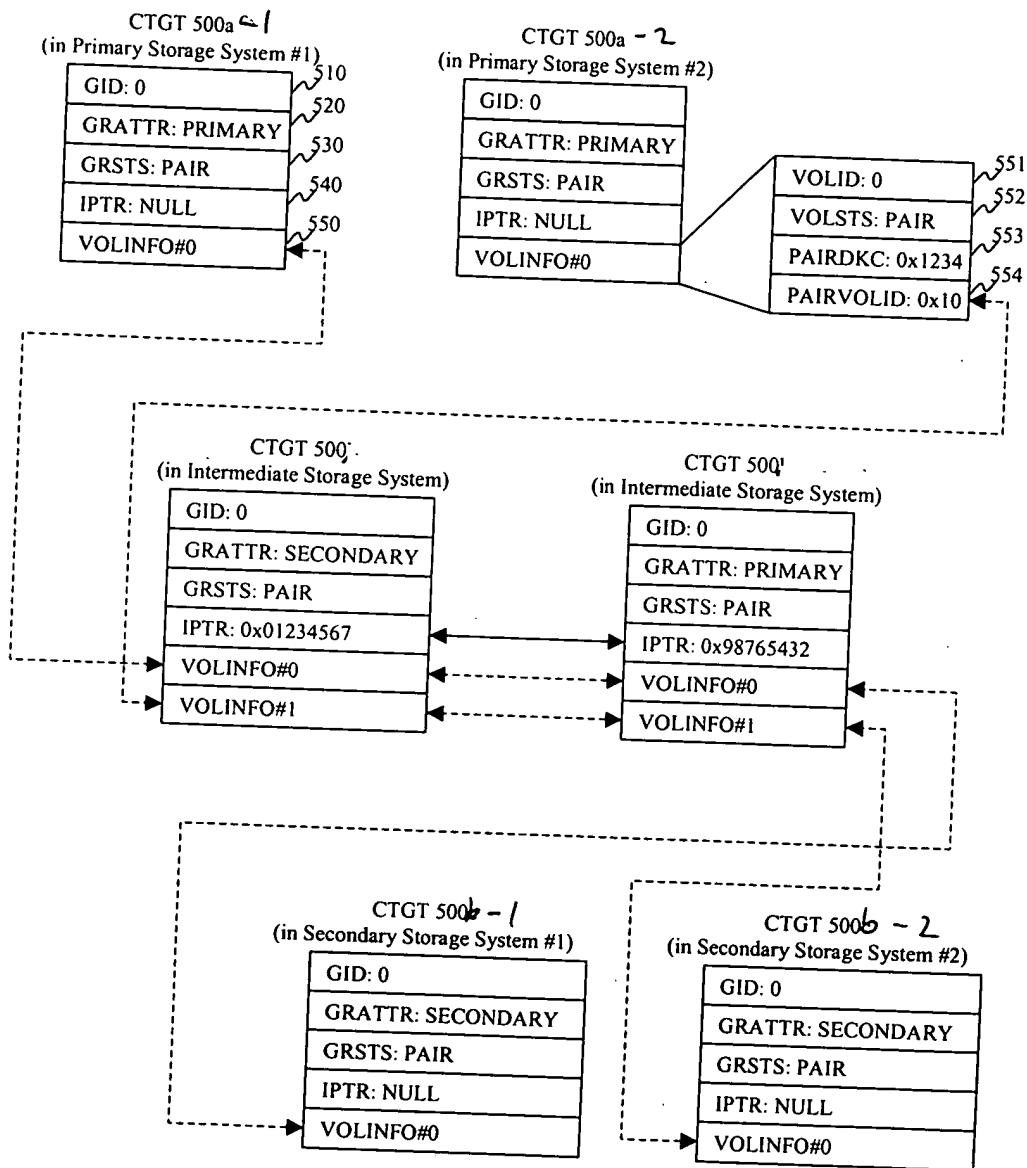 CTGT 500a-1
(in Primary Storage System #1)
GID: 0
510
GRATTR: PRIMARY
520
GRSTS: PAIR
530
IPTR: NULL
540
VOLINFO#0
550
CTGT 500a-2
(in Primary Storage System #2)
GID: 0
GRATTR: PRIMARY
GRSTS: PAIR
IPTR: NULL
VOLINFO#0
VOLID: 0
551
VOLSTS: PAIR
552
PAIRDKC: 0x1234
553
PAIRVOLID: 0x10
554
CTGT 500
(in Intermediate Storage System)
GID: 0
GRATTR: SECONDARY
GRSTS: PAIR
IPTR: 0x01234567
VOLINFO#0
VOLINFO#1
CTGT 500'
(in Intermediate Storage System)
GID: 0
GRATTR: PRIMARY
GRSTS: PAIR
IPTR: 0x98765432
VOLINFO#0
VOLINFO#1
CTGT 500b-1
(in Secondary Storage System #1)
GID: 0
GRATTR: SECONDARY
GRSTS: PAIR
IPTR: NULL
VOLINFO#0
CTGT 500b-2
(in Secondary Storage System #2)
GID: 0
GRATTR: SECONDARY
GRSTS: PAIR
IPTR: NULL
VOLINFO#0